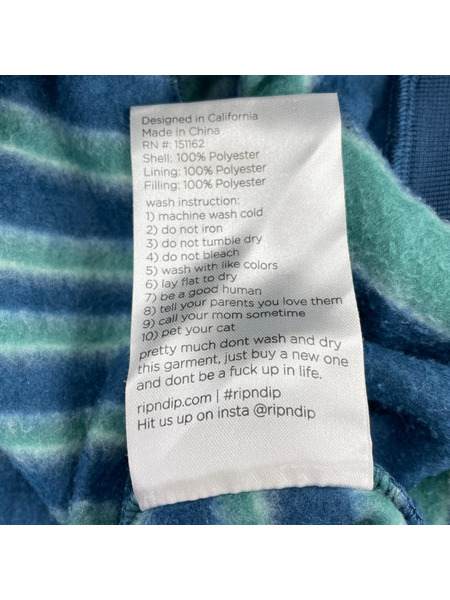 Designed in California
Made in China
RN #: 151162
Shell: 100% Polyester
Lining: 100% Polyester
Filling: 100% Polyester
wash instruction:
1) machine wash cold
2) do not iron
3) do not tumble dry
4) do not bleach
5) wash with like colors
6) lay flat to dry
7) be a good human
8) tell your parents you love them
9) call your mom sometime
10) pet your cat
pretty much dont wash and dry
this garment, just buy a new one
and dont be a fuck up in life.
ripndip.com | #ripndip
Hit us up on insta @ripndip